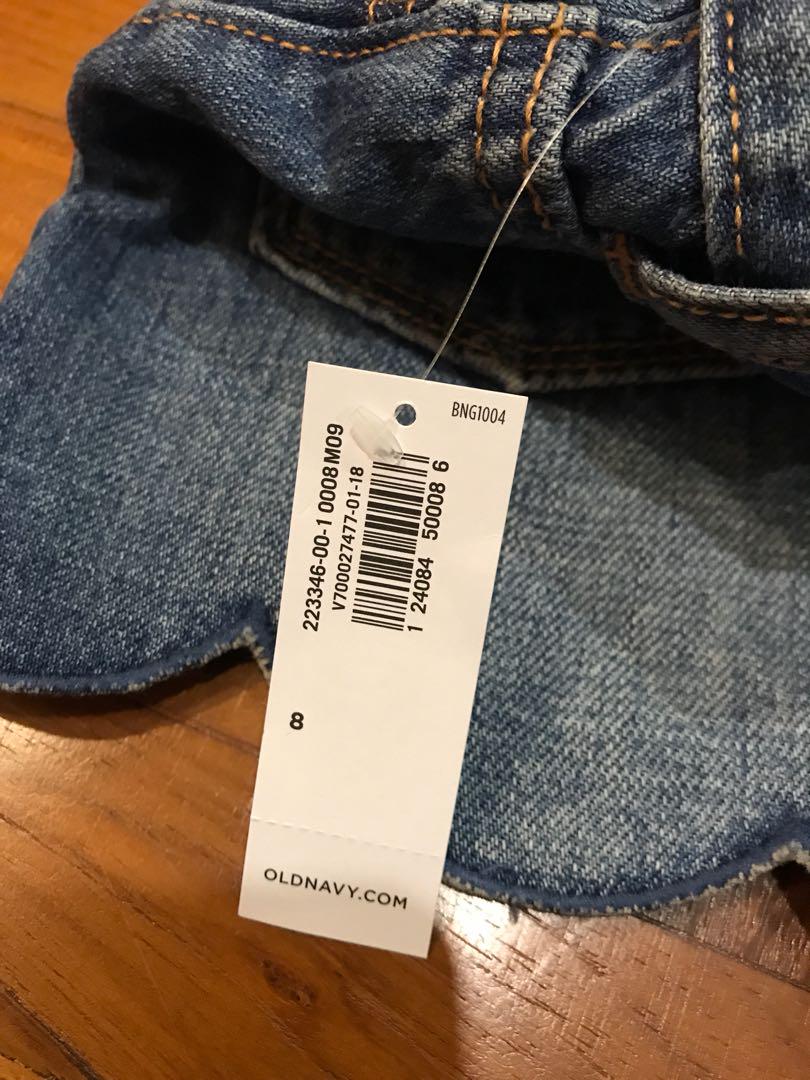 BNG1004
223346-00-1 0008M09
V700027477-01-18
1 24084 50008 6
8
OLDNAVY.COM